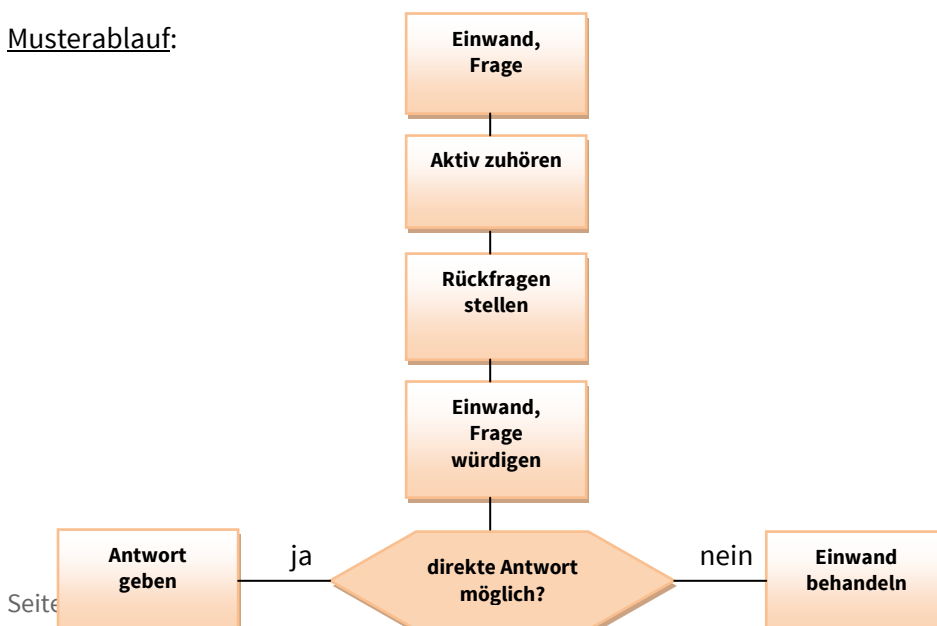 Musterablauf:
Einwand,
Frage
Aktiv zuhören
Rückfragen
stellen
Einwand,
Frage
würdigen
Antwort
geben
ja
direkte Antwort
möglich?
nein
Einwand
behandeln
Seite